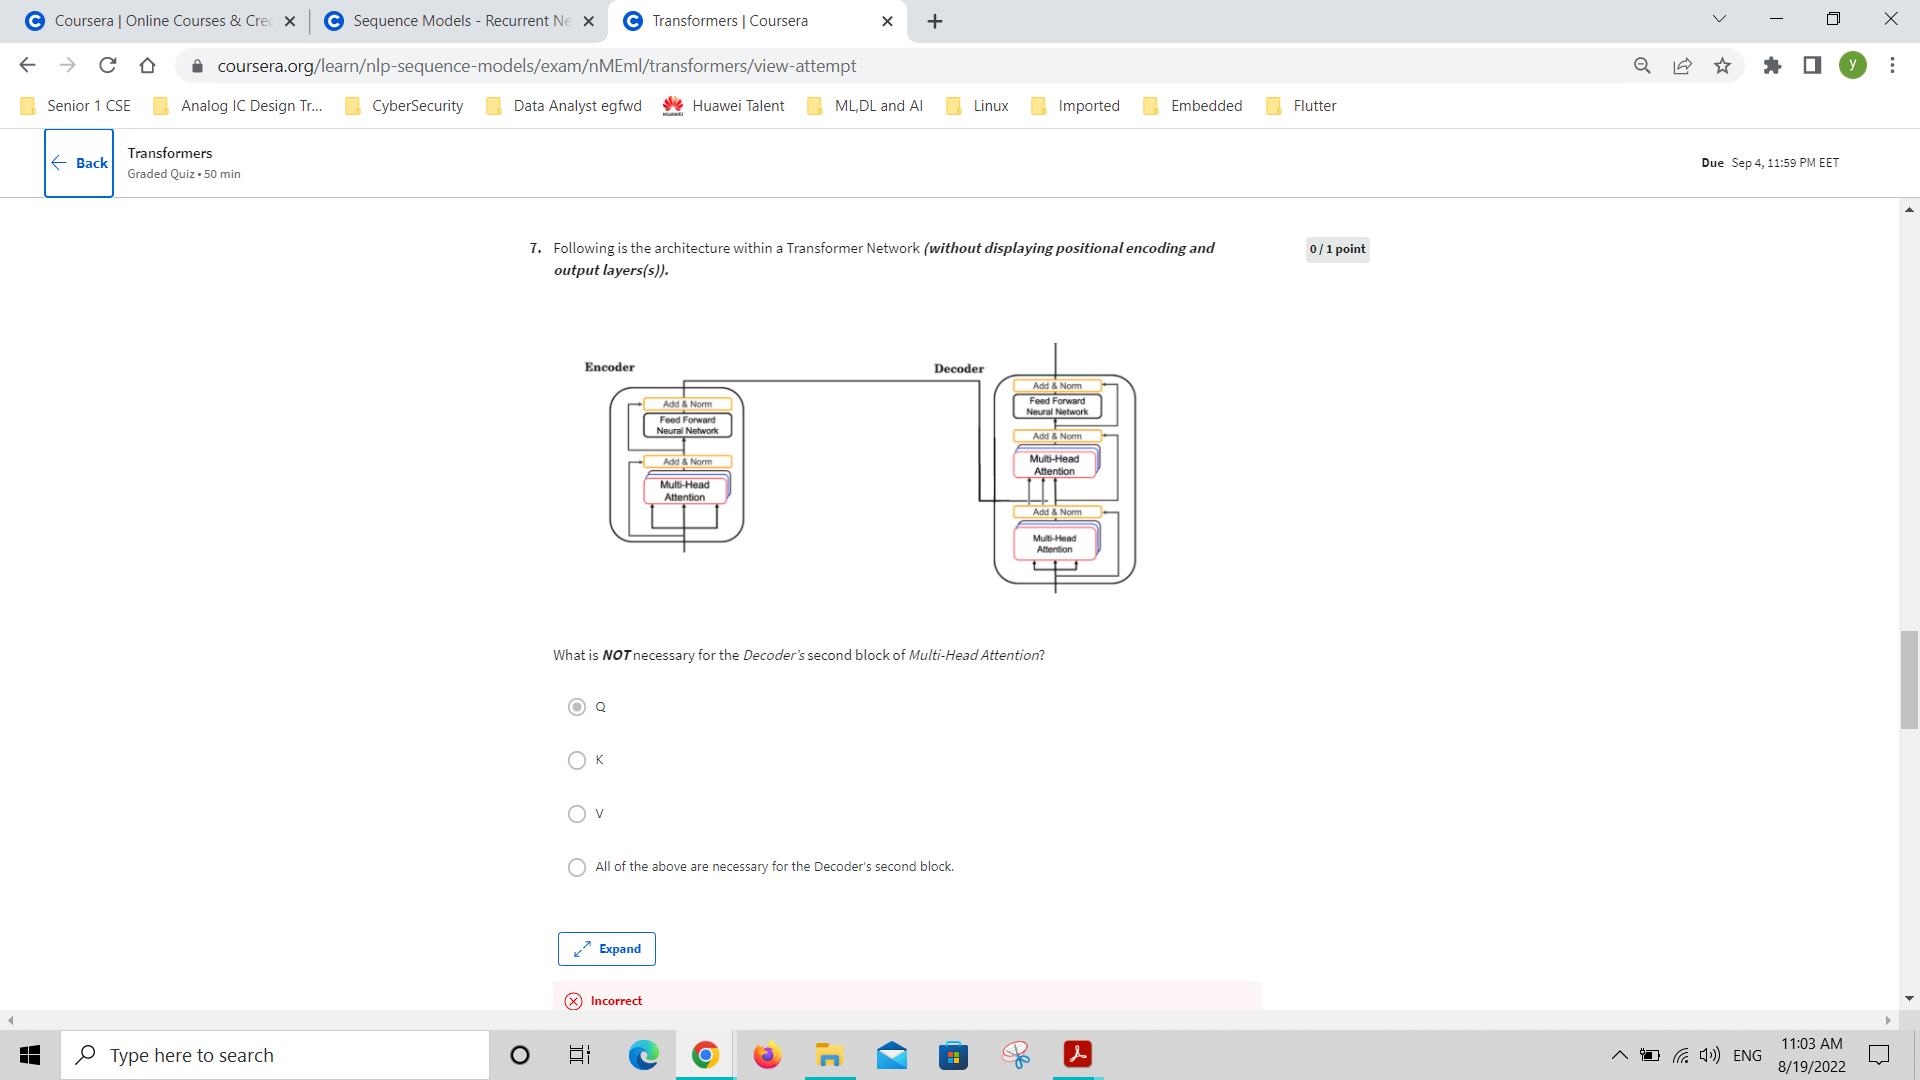 Coursera | Online Courses & Cred
Sequence Models - Recurrent Ne
Transformers | Coursera
coursera.org/learn/nlp-sequence-models/exam/nMEml/transformers/view-attempt
y
Senior 1 CSE
Analog IC Design Tr...
CyberSecurity
Data Analyst egfwd
HUAWEI
Huawei Talent
ML,DL and AI
Linux
Imported
Embedded
Flutter
Back
Transformers
Graded Quiz • 50 min
Due Sep 4, 11:59 PM EET
7. Following is the architecture within a Transformer Network (without displaying positional encoding and
output layers(s)).
0 / 1 point
Encoder
Add & Norm
Feed Forward
Neural Network
Add & Norm
Multi-Head
Attention
Decoder
Add & Norm
Feed Forward
Neural Network
Add & Norm
Multi-Head
Attention
Add & Norm
Multi-Head
Attention
What is NOT necessary for the Decoder's second block of Multi-Head Attention?
Q
K
V
All of the above are necessary for the Decoder's second block.
Expand
Incorrect
Type here to search
ENG
11:03 AM
8/19/2022